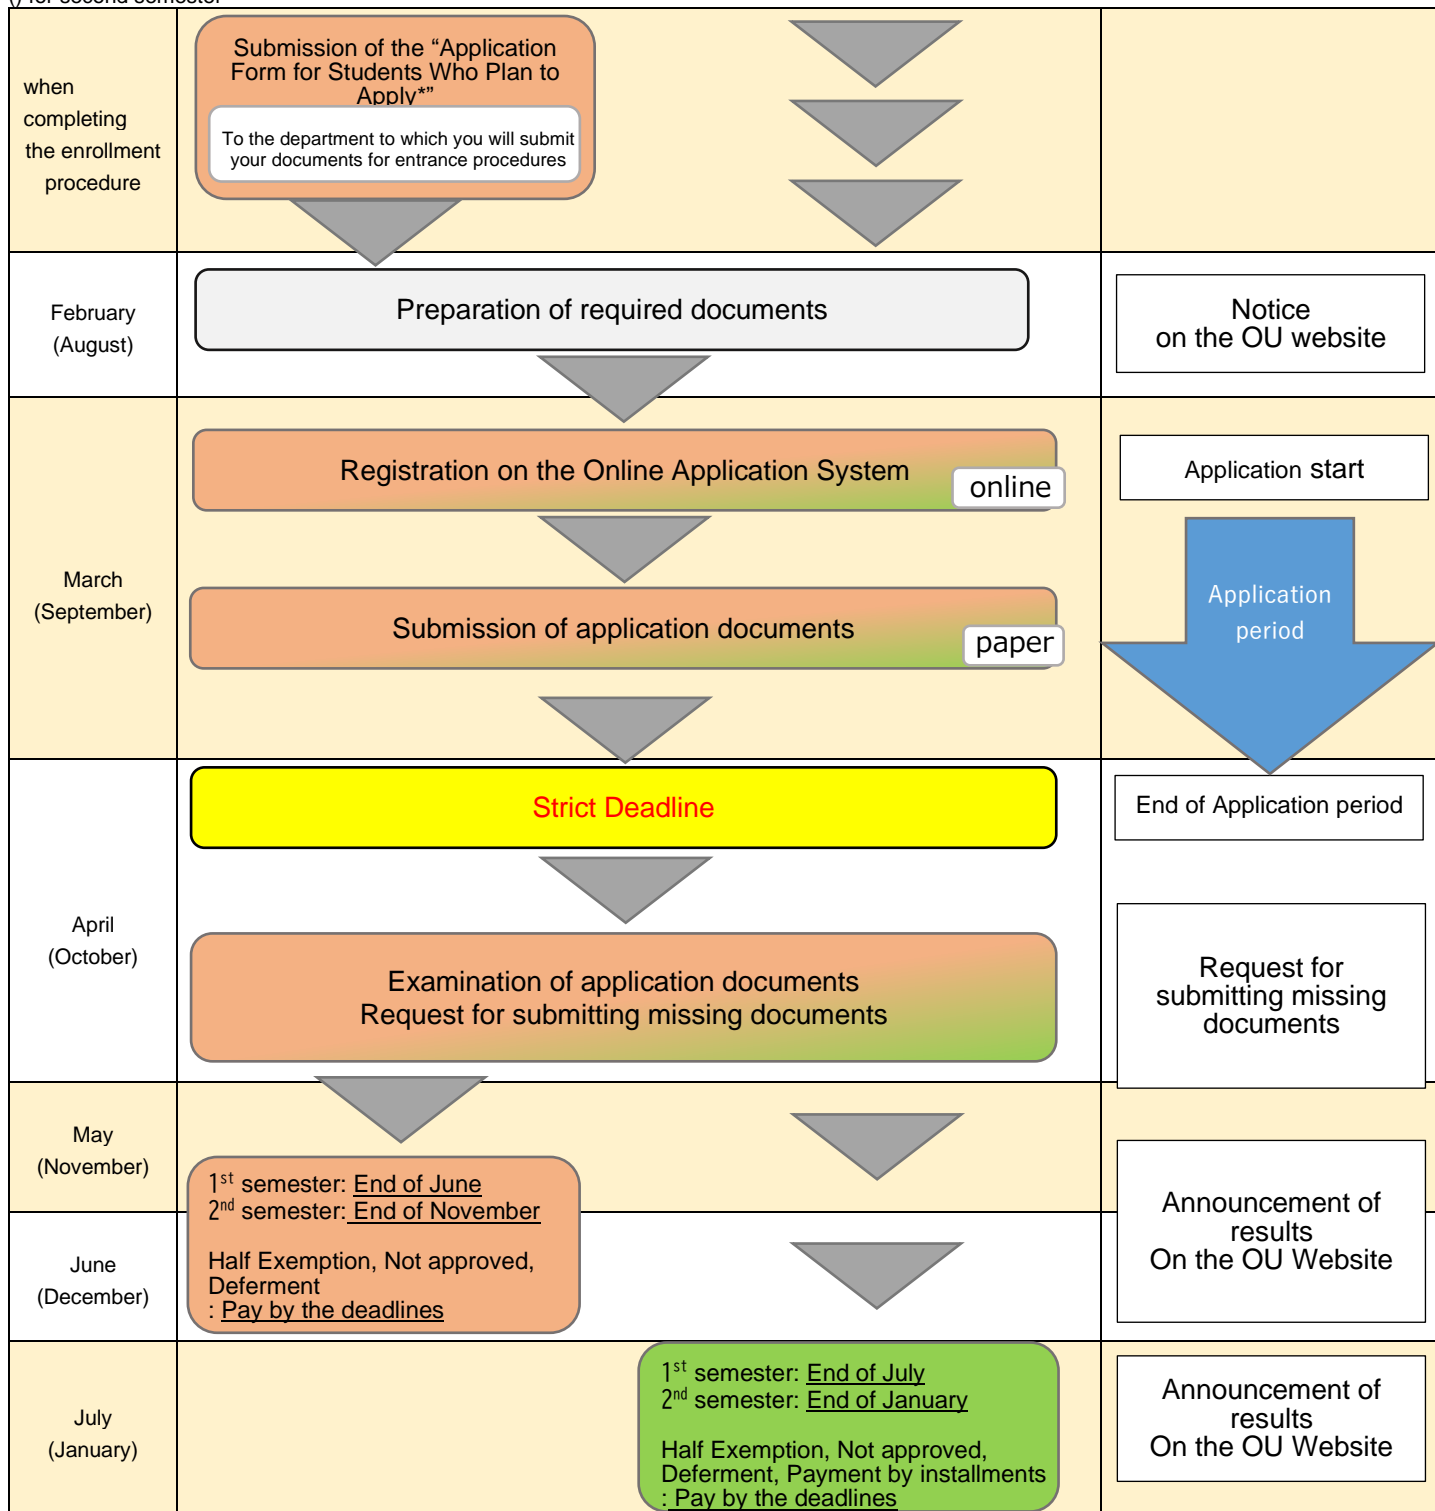 () for second semester
when
completing
the enrollment
procedure
Submission of the “Application
Form for Students Who Plan to
Apply*”
To the department to which you will submit
your documents for entrance procedures
February
(August)
Preparation of required documents
Notice
on the OU website
March
(September)
Registration on the Online Application System
online
Application start
Submission of application documents
paper
Application
period
April
(October)
Strict Deadline
End of Application period
Examination of application documents
Request for submitting missing documents
Request for
submitting missing
documents
May
(November)
1st semester: End of June
2nd semester: End of November
Half Exemption, Not approved,
Deferment
: Pay by the deadlines
Announcement of
results
On the OU Website
June
(December)
July
(January)
1st semester: End of July
2nd semester: End of January
Half Exemption, Not approved,
Deferment, Payment by installments
: Pay by the deadlines
Announcement of
results
On the OU Website